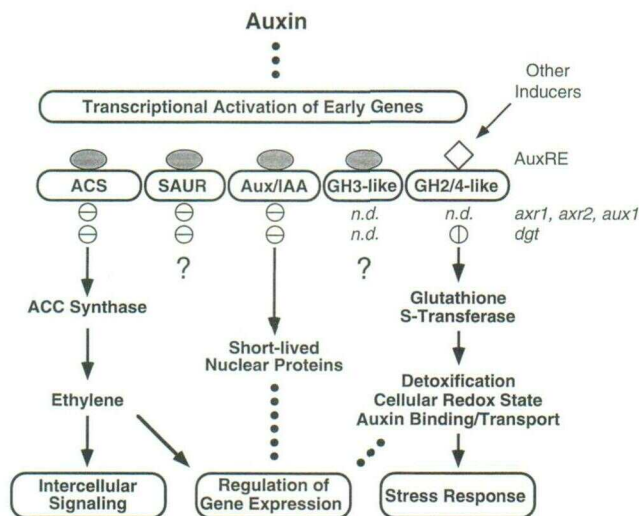 Auxin
Transcriptional Activation of Early Genes
Other
Inducers
AuxRE
ACS SAUR Aux/IAA GH3-like GH2/4-like
n.d. n.d. axr1, axr2, aux1
n.d. dgt
? ?
ACC Synthase
Glutathione
S-Transferase
Short-lived
Nuclear Proteins
Ethylene
Detoxification
Cellular Redox State
Auxin Binding/Transport
Intercellular
Signaling
Regulation of
Gene Expression
Stress Response